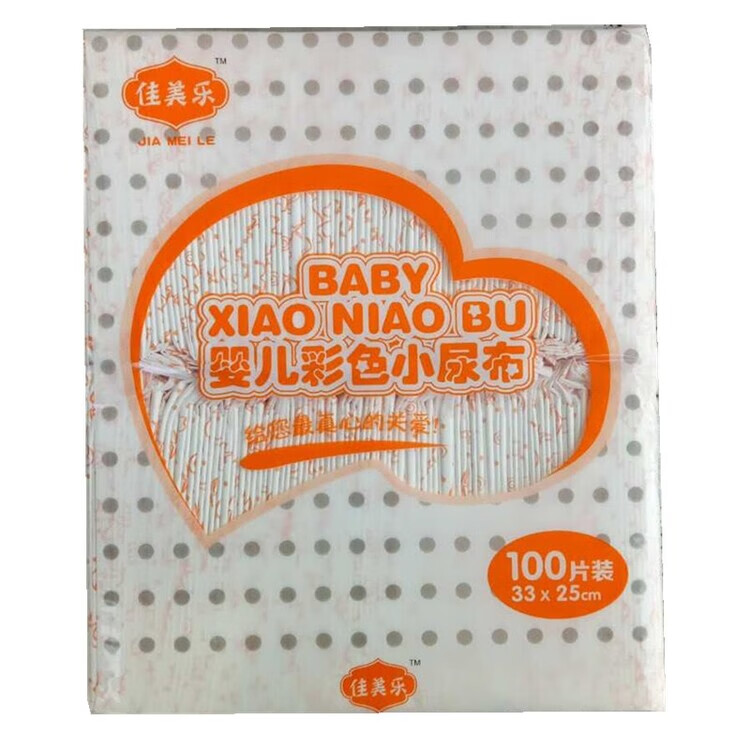 佳美乐
TM
JIA MEI LE
BABY
XIAO NIAO BU
婴儿彩色小尿布
给您最真心的关爱!
100片装
33 x 25cm
佳美乐
TM